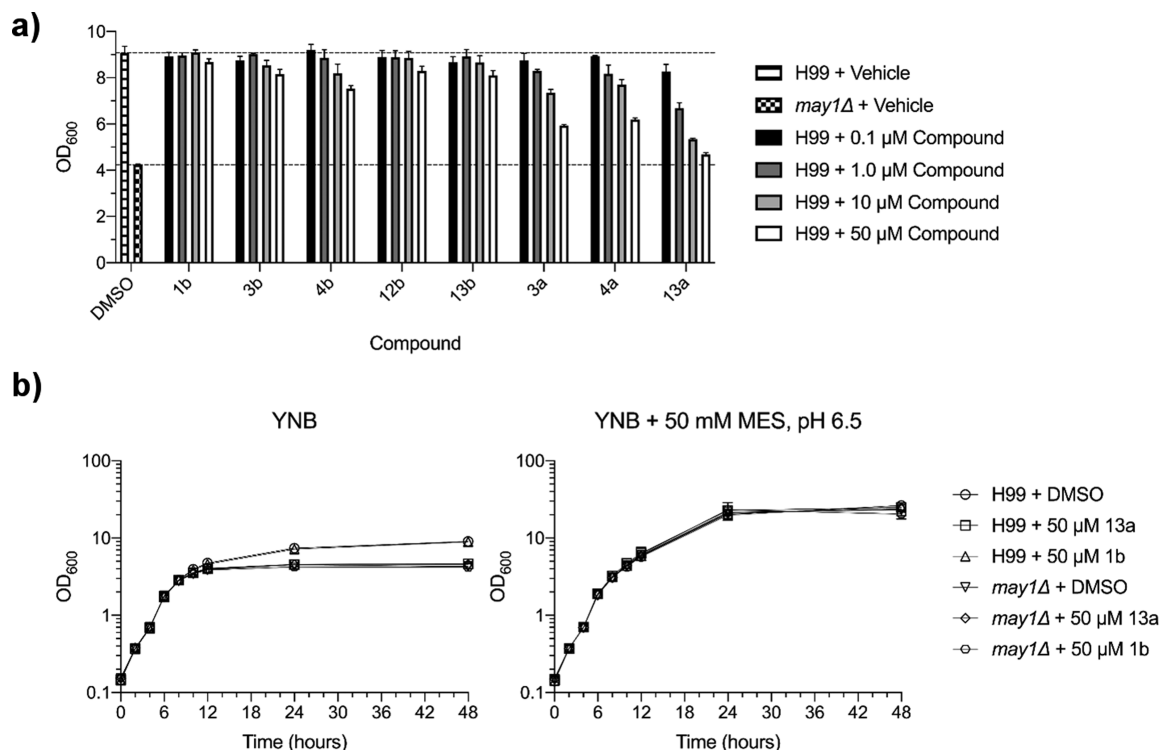 a)
10
8
6
4
2
0
OD600
DMSO
1b
3b
4b
12b
13b
3a
4a
13a
Compound
H99 + Vehicle
may1Δ + Vehicle
H99 + 0.1 µM Compound
H99 + 1.0 µM Compound
H99 + 10 µM Compound
H99 + 50 µM Compound
b)
YNB
100
10
1
0.1
OD600
0 6 12 18 24 30 36 42 48
Time (hours)
YNB + 50 mM MES, pH 6.5
100
10
1
0.1
OD600
0 6 12 18 24 30 36 42 48
Time (hours)
H99 + DMSO
H99 + 50 µM 13a
H99 + 50 µM 1b
may1Δ + DMSO
may1Δ + 50 µM 13a
may1Δ + 50 µM 1b